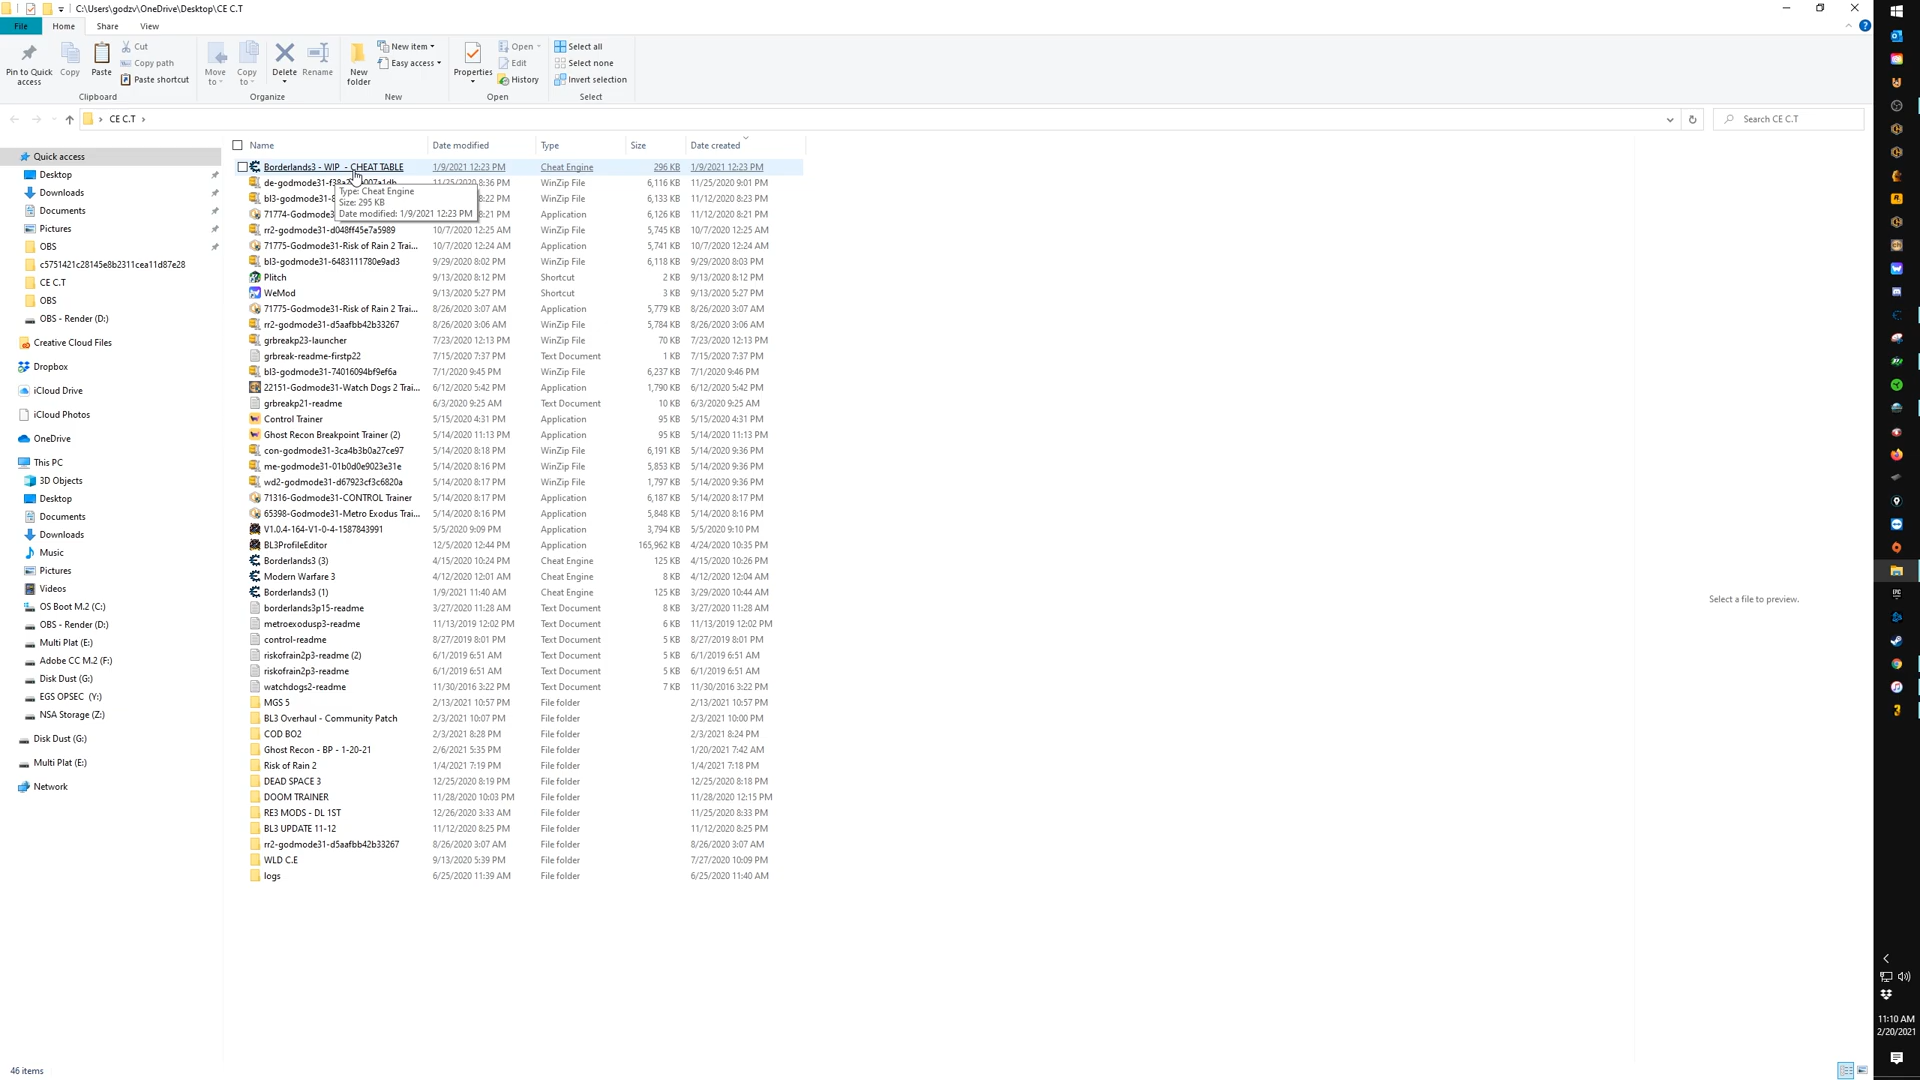 C:\Users\godzv\OneDrive\Desktop\CE C.T
File Home Share View
Pin to Quick access
Copy
Paste
Cut
Copy path
Paste shortcut
Clipboard
Move to
Copy to
Delete
Rename
Organize
New folder
New item
Easy access
New
Properties
Open
Edit
History
Open
Select all
Select none
Invert selection
Select
CE C.T
Search CE C.T
Quick access
Desktop
Downloads
Documents
Pictures
OBS
c5751421c28145e8b2311cea11d87e28
CE C.T
OBS
OBS - Render (D:)
Creative Cloud Files
Dropbox
iCloud Drive
iCloud Photos
OneDrive
This PC
3D Objects
Desktop
Documents
Downloads
Music
Pictures
Videos
OS Boot M.2 (C:)
OBS - Render (D:)
Multi Plat (E:)
Adobe CC M.2 (F:)
Disk Dust (G:)
EGS OPSEC (Y:)
NSA Storage (Z:)
Disk Dust (G:)
Multi Plat (E:)
Network
Name Date modified Type Size Date created
Borderlands3 - WIP - CHEAT TABLE 1/9/2021 12:23 PM Cheat Engine 296 KB 1/9/2021 12:23 PM
WinZip File 6,116 KB 11/25/2020 9:01 PM
8:22 PM WinZip File 6,133 KB 11/12/2020 8:23 PM
8:21 PM Application 6,126 KB 11/12/2020 8:21 PM
Type: Cheat Engine
Size: 295 KB
Date modified: 1/9/2021 12:23 PM
rr2-godmode31-d048ff45e7a5989 10/7/2020 12:25 AM WinZip File 5,745 KB 10/7/2020 12:25 AM
71775-Godmode31-Risk of Rain 2 Trai... 10/7/2020 12:24 AM Application 5,741 KB 10/7/2020 12:24 AM
bl3-godmode31-6483111780e9ad3 9/29/2020 8:02 PM WinZip File 6,118 KB 9/29/2020 8:03 PM
Plitch 9/13/2020 8:12 PM Shortcut 2 KB 9/13/2020 8:12 PM
WeMod 9/13/2020 5:27 PM Shortcut 3 KB 9/13/2020 5:27 PM
71775-Godmode31-Risk of Rain 2 Trai... 8/26/2020 3:07 AM Application 5,779 KB 8/26/2020 3:07 AM
rr2-godmode31-d5aafbb42b33267 8/26/2020 3:06 AM WinZip File 5,784 KB 8/26/2020 3:06 AM
grbreakp23-launcher 7/23/2020 12:13 PM WinZip File 70 KB 7/23/2020 12:13 PM
grbreak-readme-firstp22 7/15/2020 7:37 PM Text Document 1 KB 7/15/2020 7:37 PM
bl3-godmode31-74016094bf9ef6a 7/1/2020 9:45 PM WinZip File 6,237 KB 7/1/2020 9:46 PM
22151-Godmode31-Watch Dogs 2 Trai... 6/12/2020 5:42 PM Application 1,790 KB 6/12/2020 5:42 PM
grbreakp21-readme 6/3/2020 9:25 AM Text Document 10 KB 6/3/2020 9:25 AM
Control Trainer 5/15/2020 4:31 PM Application 95 KB 5/15/2020 4:31 PM
Ghost Recon Breakpoint Trainer (2) 5/14/2020 11:13 PM Application 95 KB 5/14/2020 11:13 PM
con-godmode31-3ca4b3b0a27ce97 5/14/2020 8:18 PM WinZip File 6,191 KB 5/14/2020 9:36 PM
me-godmode31-01b0d0e9023e31e 5/14/2020 8:16 PM WinZip File 5,853 KB 5/14/2020 9:36 PM
wd2-godmode31-d67923cf3c6820a 5/14/2020 8:17 PM WinZip File 1,797 KB 5/14/2020 9:36 PM
71316-Godmode31-CONTROL Trainer 5/14/2020 8:17 PM Application 6,187 KB 5/14/2020 8:17 PM
65398-Godmode31-Metro Exodus Trai... 5/14/2020 8:16 PM Application 5,848 KB 5/14/2020 8:16 PM
V1.0.4-164-V1-0-4-1587843991 5/5/2020 9:09 PM Application 3,794 KB 5/5/2020 9:10 PM
BL3ProfileEditor 12/5/2020 12:44 PM Application 165,962 KB 4/24/2020 10:35 PM
Borderlands3 (3) 4/15/2020 10:24 PM Cheat Engine 125 KB 4/15/2020 10:26 PM
Modern Warfare 3 4/12/2020 12:01 AM Cheat Engine 8 KB 4/12/2020 12:04 AM
Borderlands3 (1) 1/9/2021 11:40 AM Cheat Engine 125 KB 3/29/2020 10:44 AM
borderlands3p15-readme 3/27/2020 11:28 AM Text Document 8 KB 3/27/2020 11:28 AM
metroexodusp3-readme 11/13/2019 12:02 PM Text Document 6 KB 11/13/2019 12:02 PM
control-readme 8/27/2019 8:01 PM Text Document 5 KB 8/27/2019 8:01 PM
riskofrain2p3-readme (2) 6/1/2019 6:51 AM Text Document 5 KB 6/1/2019 6:51 AM
riskofrain2p3-readme 6/1/2019 6:51 AM Text Document 5 KB 6/1/2019 6:51 AM
watchdogs2-readme 11/30/2016 3:22 PM Text Document 7 KB 11/30/2016 3:22 PM
MGS 5 2/13/2021 10:57 PM File folder 2/13/2021 10:57 PM
BL3 Overhaul - Community Patch 2/3/2021 10:07 PM File folder 2/3/2021 10:00 PM
COD BO2 2/3/2021 8:28 PM File folder 2/3/2021 8:24 PM
Ghost Recon - BP - 1-20-21 2/6/2021 5:35 PM File folder 1/20/2021 7:42 AM
Risk of Rain 2 1/4/2021 7:19 PM File folder 1/4/2021 7:18 PM
DEAD SPACE 3 12/25/2020 8:19 PM File folder 12/25/2020 8:18 PM
DOOM TRAINER 11/28/2020 10:03 PM File folder 11/28/2020 12:15 PM
RE3 MODS - DL 1ST 12/26/2020 3:33 AM File folder 11/25/2020 8:33 PM
BL3 UPDATE 11-12 11/12/2020 8:25 PM File folder 11/12/2020 8:25 PM
rr2-godmode31-d5aafbb42b33267 8/26/2020 3:07 AM File folder 8/26/2020 3:07 AM
WLD C.E 9/13/2020 5:39 PM File folder 7/27/2020 10:09 PM
logs 6/25/2020 11:39 AM File folder 6/25/2020 11:40 AM
Select a file to preview.
11:10 AM
2/20/2021
46 items